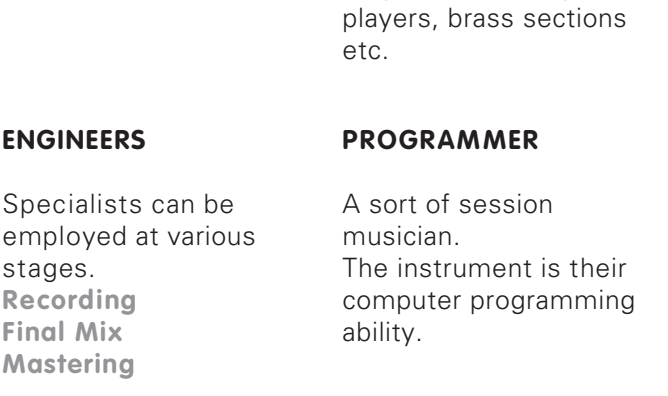 players, brass sections
etc.
ENGINEERS
Specialists can be
employed at various
stages.
Recording
Final Mix
Mastering
PROGRAMMER
A sort of session
musician.
The instrument is their
computer programming
ability.